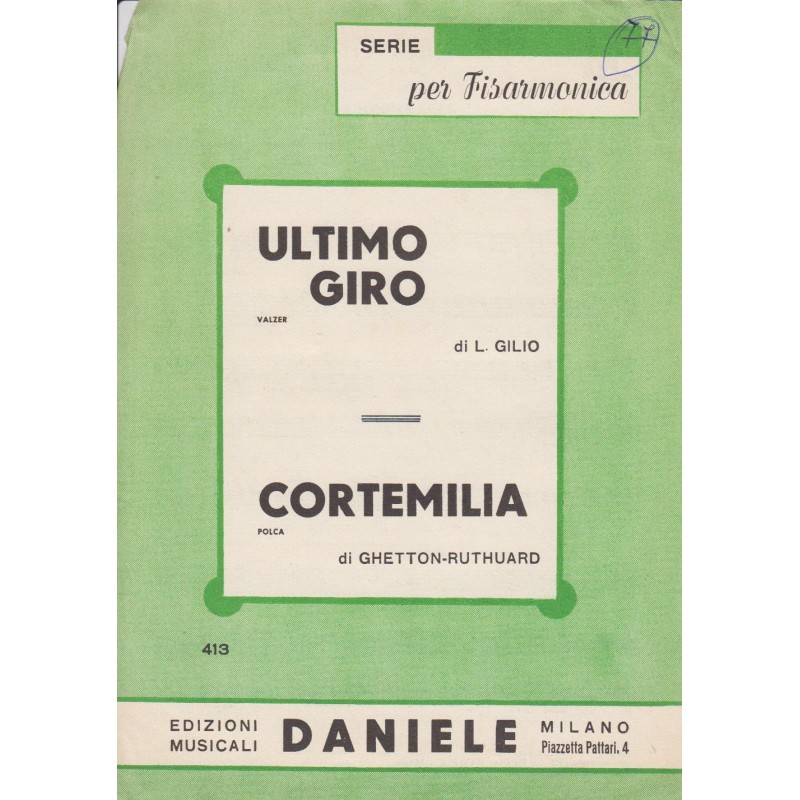 SERIE
77
per Fisarmonica
ULTIMO
GIRO
VALZER
di L. GILIO
CORTEMILIA
POLCA
di GHETTON-RUTHUARD
413
EDIZIONI
MUSICALI
DANIELE
MILANO
Piazzetta Pattari, 4